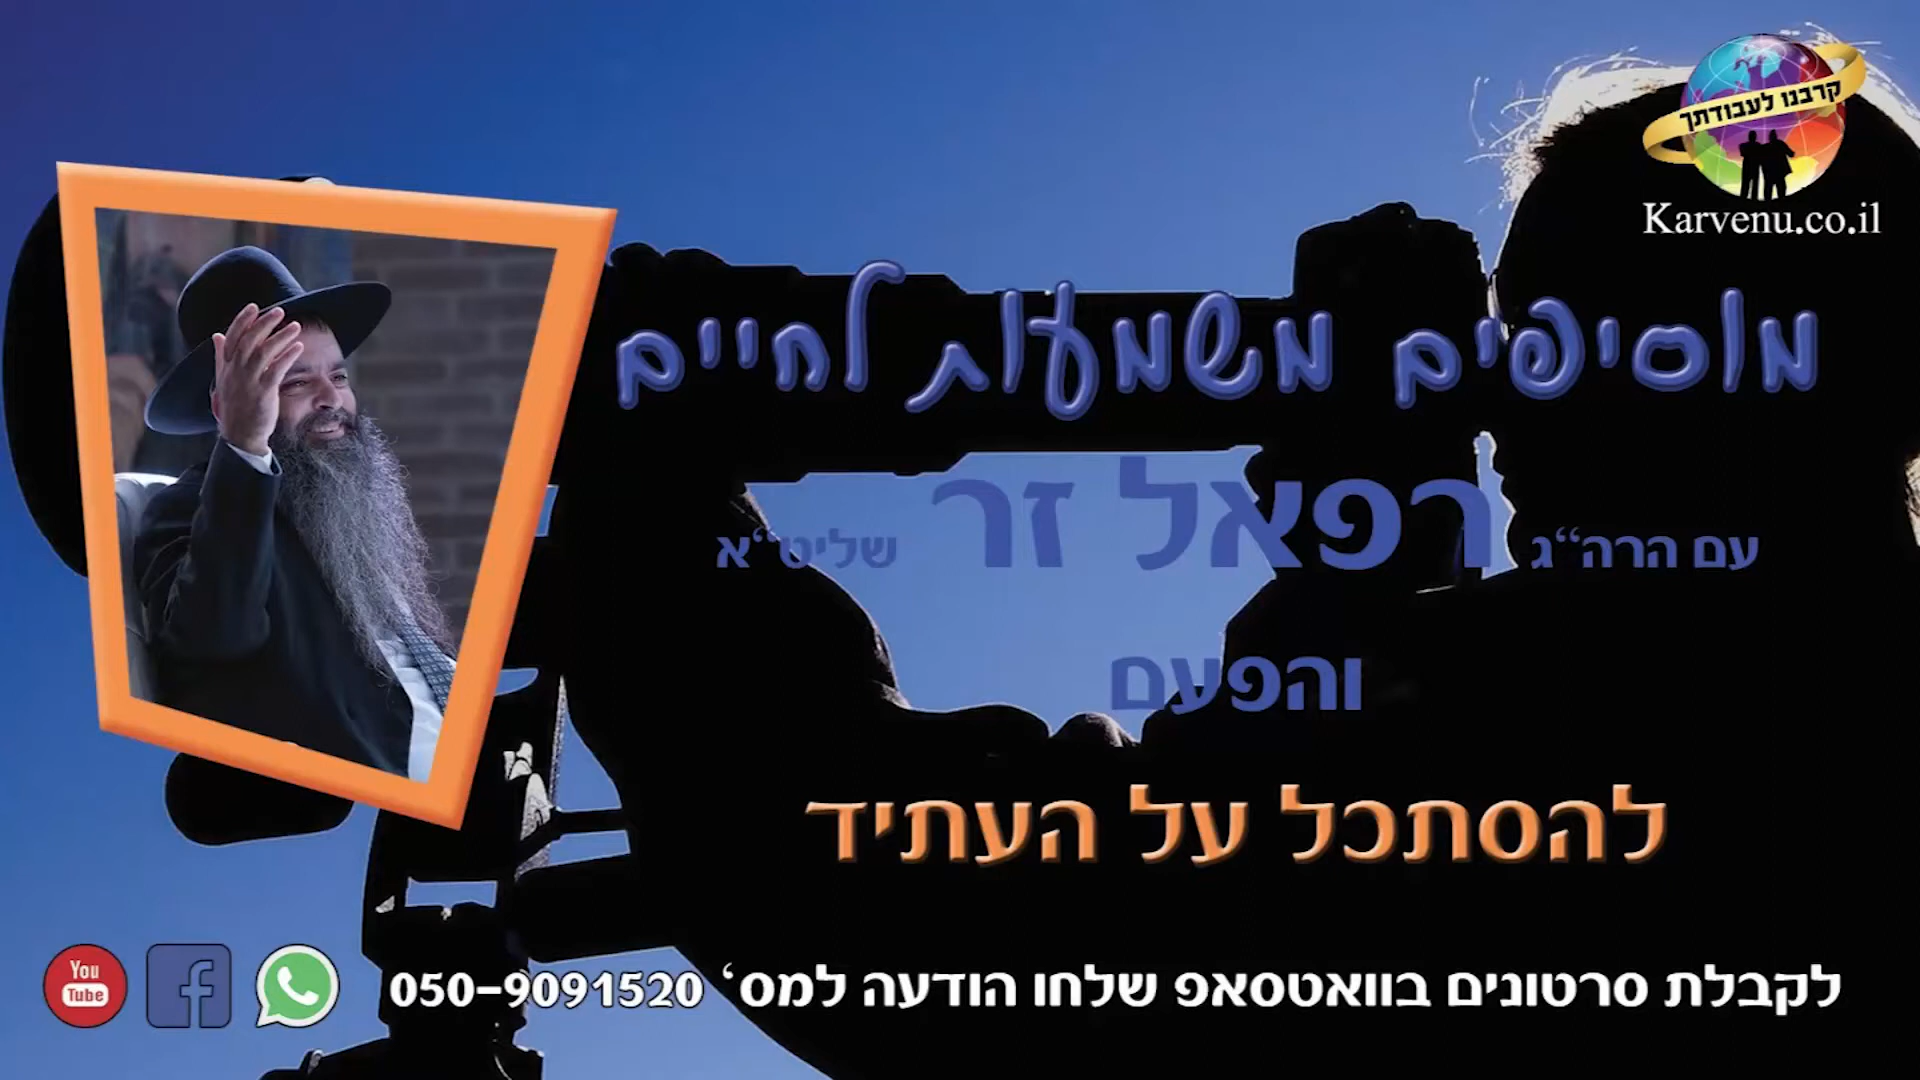 קרבנו לעבודתך
Karvenu.co.il
מוסיפים משמעות לחיים
עם הרה"ג רפאל זר שליט"א
והפעם
להסתכל על העתיד
לקבלת סרטונים בוואטסאפ שלחו הודעה למס' 050-9091520
You
Tube